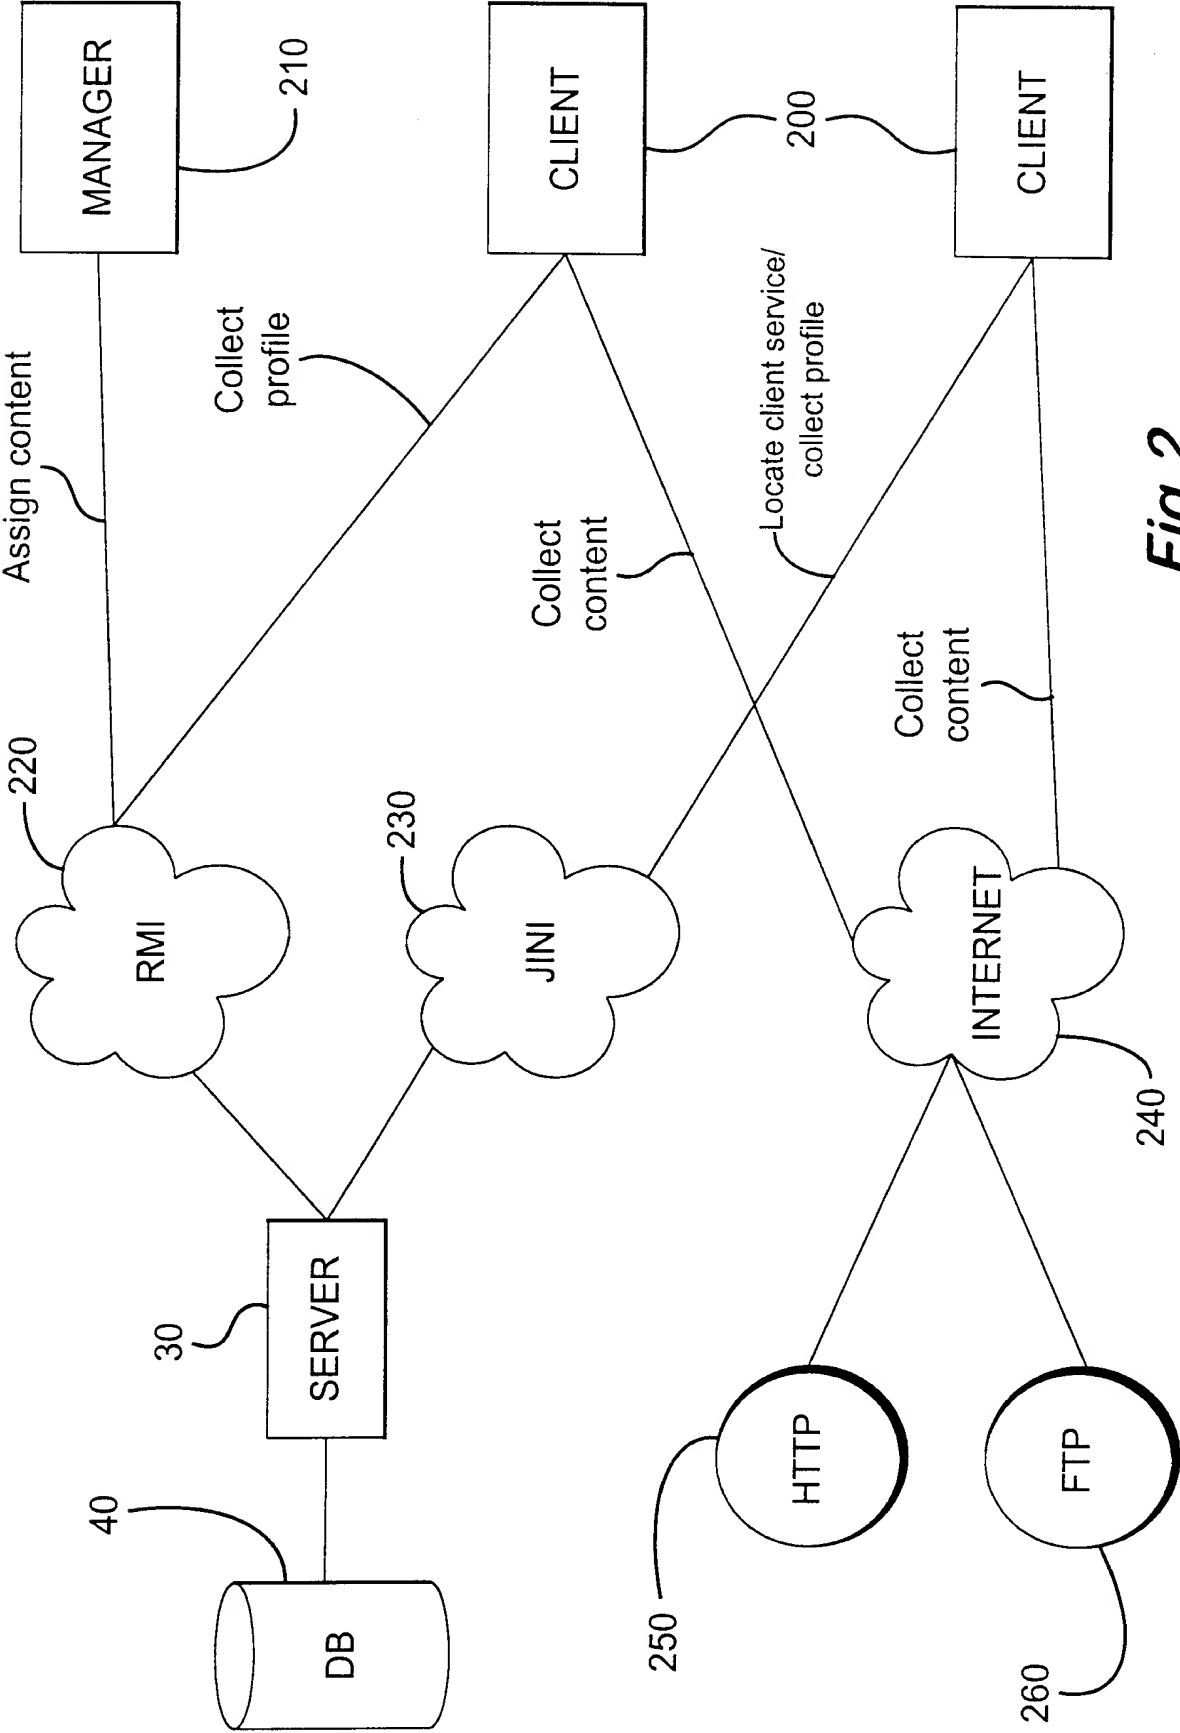 40
DB
30
SERVER
220
RMI
Assign content
MANAGER
210
230
JINI
Collect
profile
CLIENT
200
Collect
content
Locate client service/
collect profile
CLIENT
250
HTTP
260
FTP
INTERNET
240
Collect
content
Fig.2